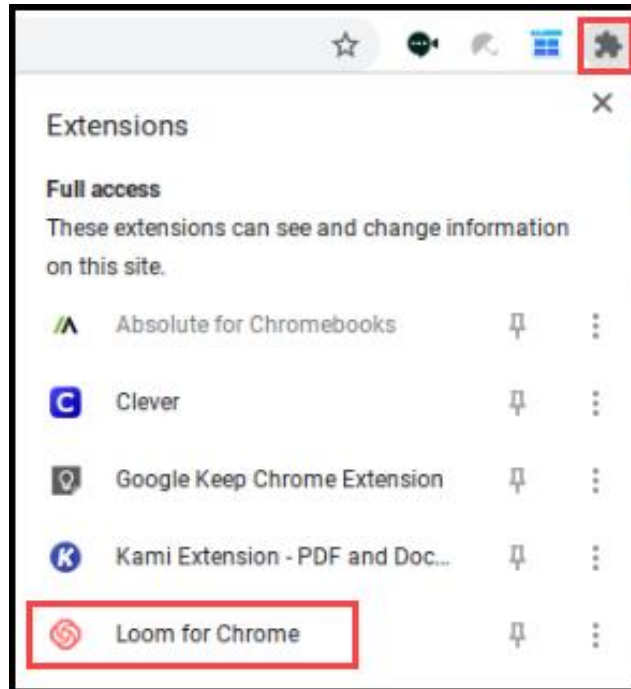 Extensions
Full access
These extensions can see and change information
on this site.
Absolute for Chromebooks
Clever
Google Keep Chrome Extension
Kami Extension - PDF and Doc...
Loom for Chrome